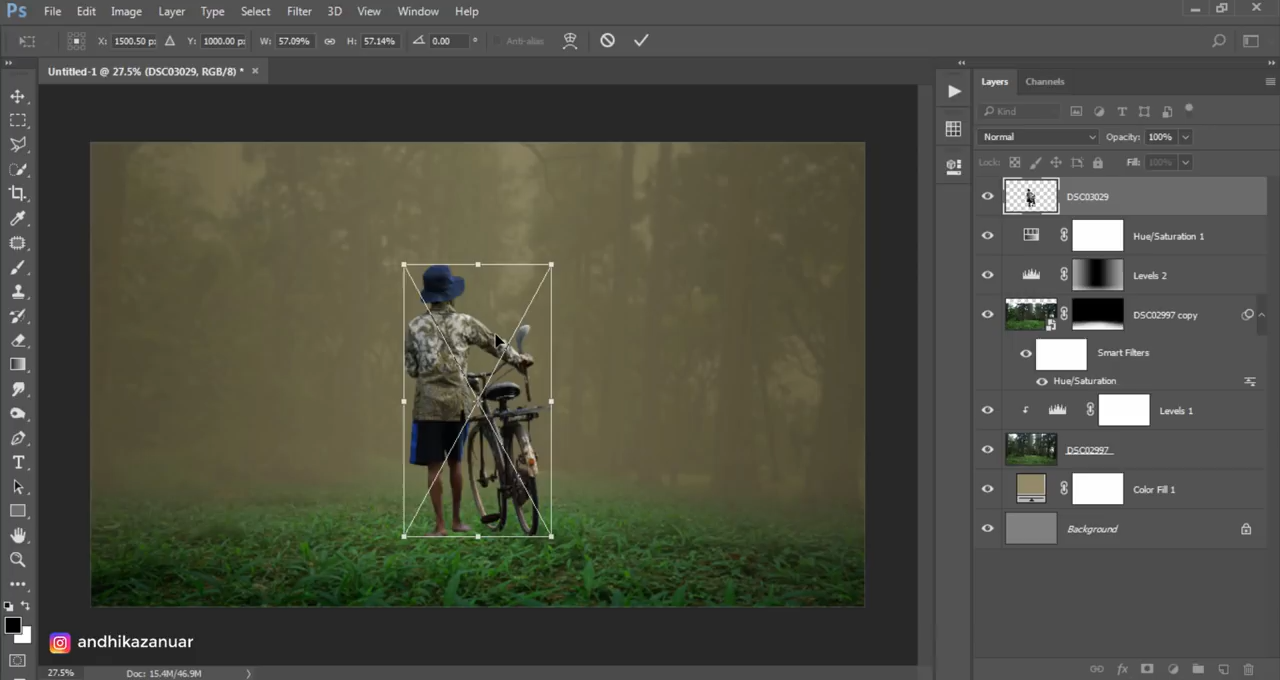 Ps File Edit Image Layer Type Select Filter 3D View Window Help
X: 1500.50 p: Y: 1000.00 p: W: 57.09% H: 57.14% 0.00 ° Anti-alias
Untitled-1 @ 27.5% (DSC03029, RGB/8) * ×
Layers Channels
Kind
Normal Opacity: 100%
Lock: Fill: 100%
DSC03029
Hue/Saturation 1
Levels 2
DSC02997 copy
Smart Filters
Hue/Saturation
Levels 1
DSC02997
Color Fill 1
Background
andhikazanuar
27.5% Doc: 15.4M/46.9M